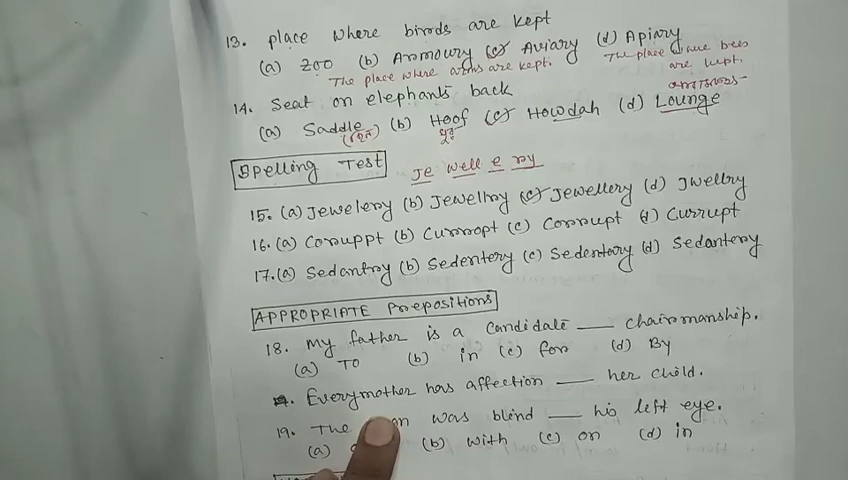 13. place where birds are kept
(a) Zoo (b) Armoury (c) Aviary (d) Apiary
The place where arms are kept. The place where bees are kept.
14. Seat on elephant's back
(a) Saddle (b) Hoof (c) Howdah (d) Lounge
Spelling Test
Je well e ry
15. (a) Jewelery (b) Jewellry (c) Jewellery (d) Jwellry
16. (a) Coruppt (b) Currropt (c) Corrupt (d) Currupt
17. (a) Sedantry (b) Sedentery (c) Sedentary (d) Sedantery
APPROPRIATE Prepositions
18. My father is a candidate ___ chairmanship.
(a) To (b) in (c) for (d) By
Every mother has affection ___ her child.
19. The was blind ___ his left eye.
(a) (b) with (c) on (d) in